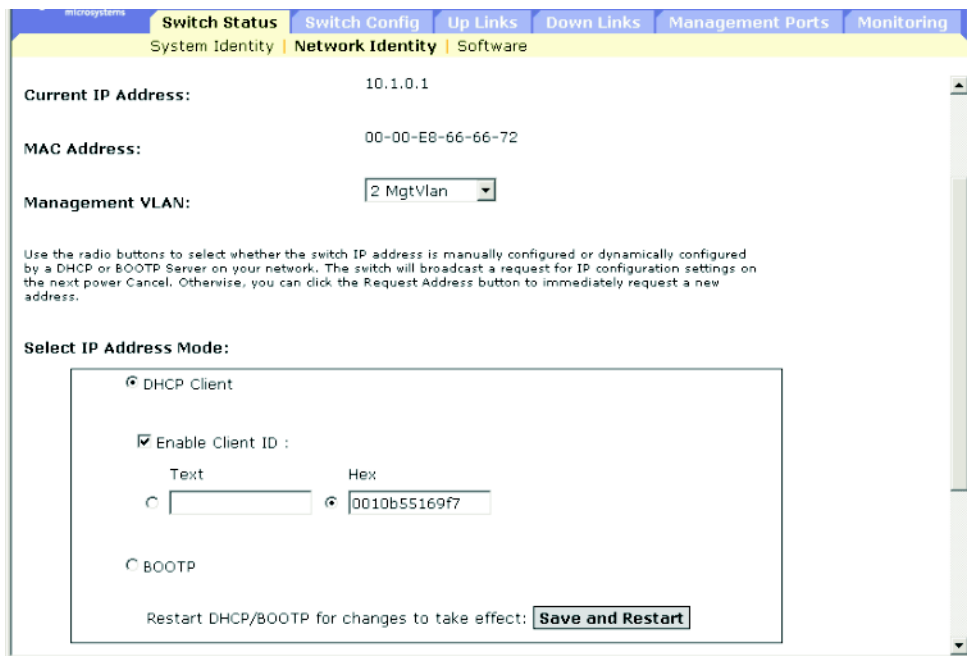 microsystems
Switch Status Switch Config Up Links Down Links Management Ports Monitoring
System Identity | Network Identity | Software
Current IP Address: 10.1.0.1
MAC Address: 00-00-E8-66-66-72
Management VLAN: 2 MgtVlan
Use the radio buttons to select whether the switch IP address is manually configured or dynamically configured
by a DHCP or BOOTP Server on your network. The switch will broadcast a request for IP configuration settings on
the next power Cancel. Otherwise, you can click the Request Address button to immediately request a new
address.
Select IP Address Mode:
DHCP Client
Enable Client ID :
Text Hex
0010b55169f7
BOOTP
Restart DHCP/BOOTP for changes to take effect: Save and Restart